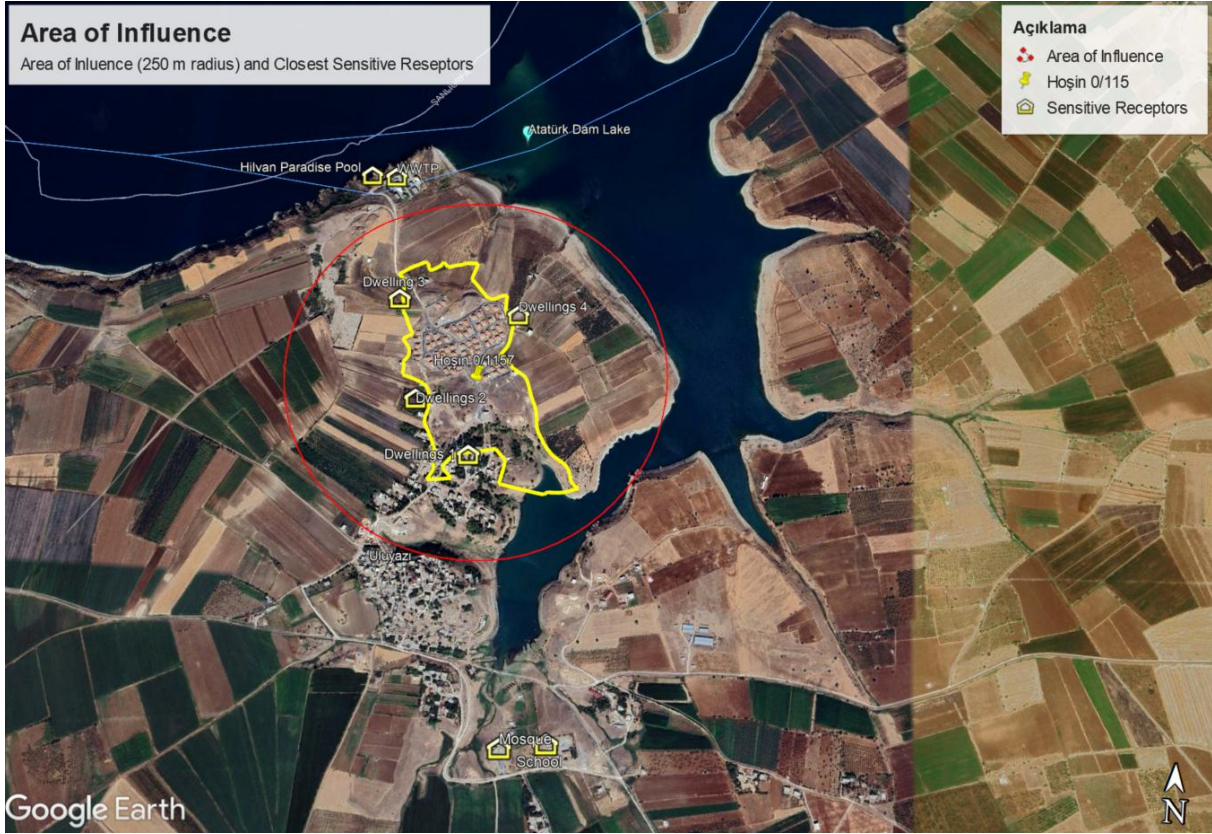 Area of Influence
Area of Inluence (250 m radius) and Closest Sensitive Reseptors
Açıklama
Area of Influence
Hoşin 0/115
Sensitive Receptors
ŞANLIU
Atatürk Dam Lake
Hilvan Paradise Pool
WWTP
Dwelling 3
Dwellings 4
Hoşin 0/1157
Dwellings 2
Dwellings 1
Uluyazı
Mosque
School
Google Earth
N